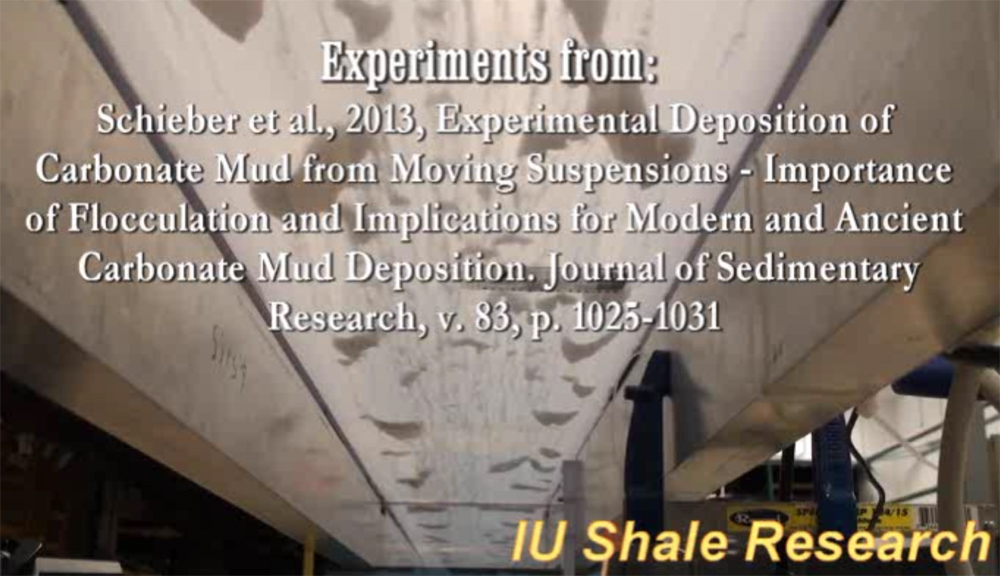 Experiments from:
Schieber et al., 2013, Experimental Deposition of
Carbonate Mud from Moving Suspensions - Importance
of Flocculation and Implications for Modern and Ancient
Carbonate Mud Deposition. Journal of Sedimentary
Research, v. 83, p. 1025-1031
IU Shale Research